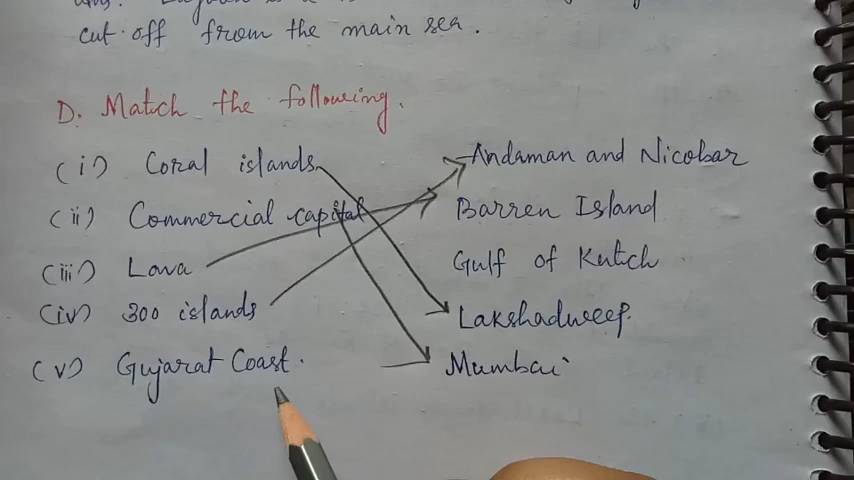 cut off from the main sea.
D. Match the following.
(i) Coral islands Andaman and Nicobar
(ii) Commercial capital Barren Island
(iii) Lava Gulf of Kutch
(iv) 300 islands Lakshadweep.
(v) Gujarat Coast. Mumbai